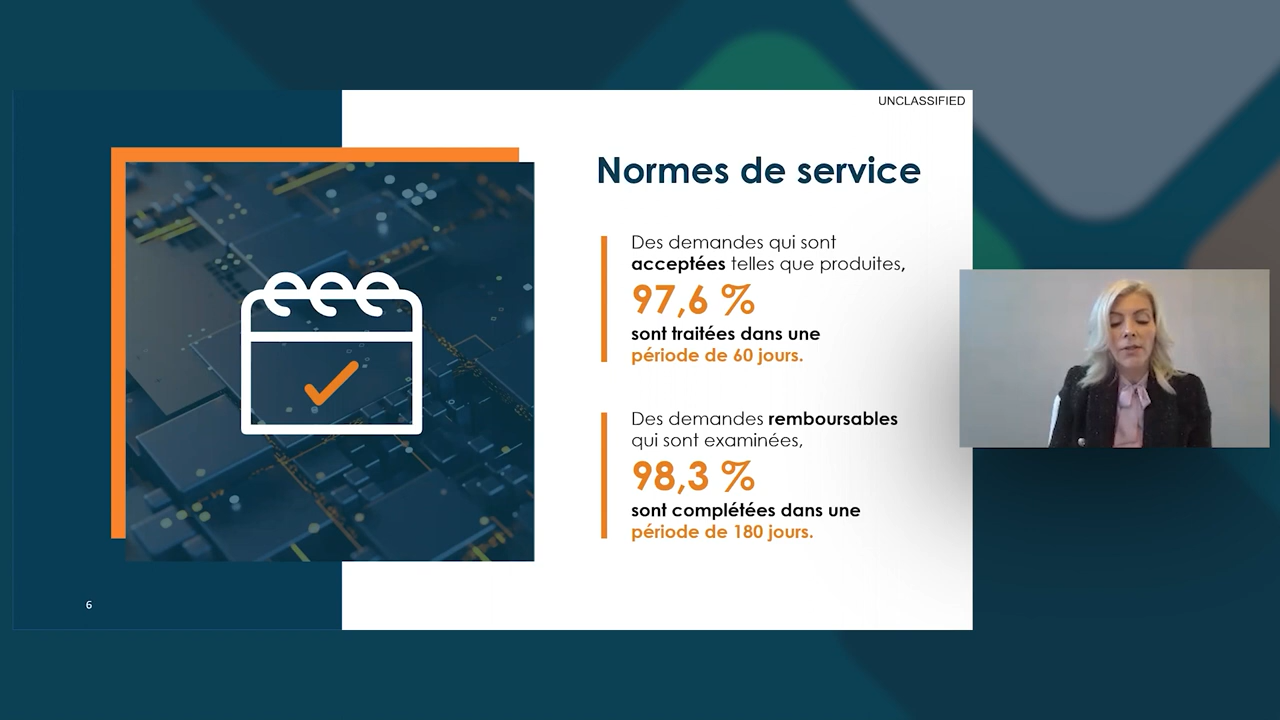 UNCLASSIFIED
Normes de service
Des demandes qui sont
acceptées telles que produites,
97,6 %
sont traitées dans une
période de 60 jours.
Des demandes remboursables
qui sont examinées,
98,3 %
sont complétées dans une
période de 180 jours.
6